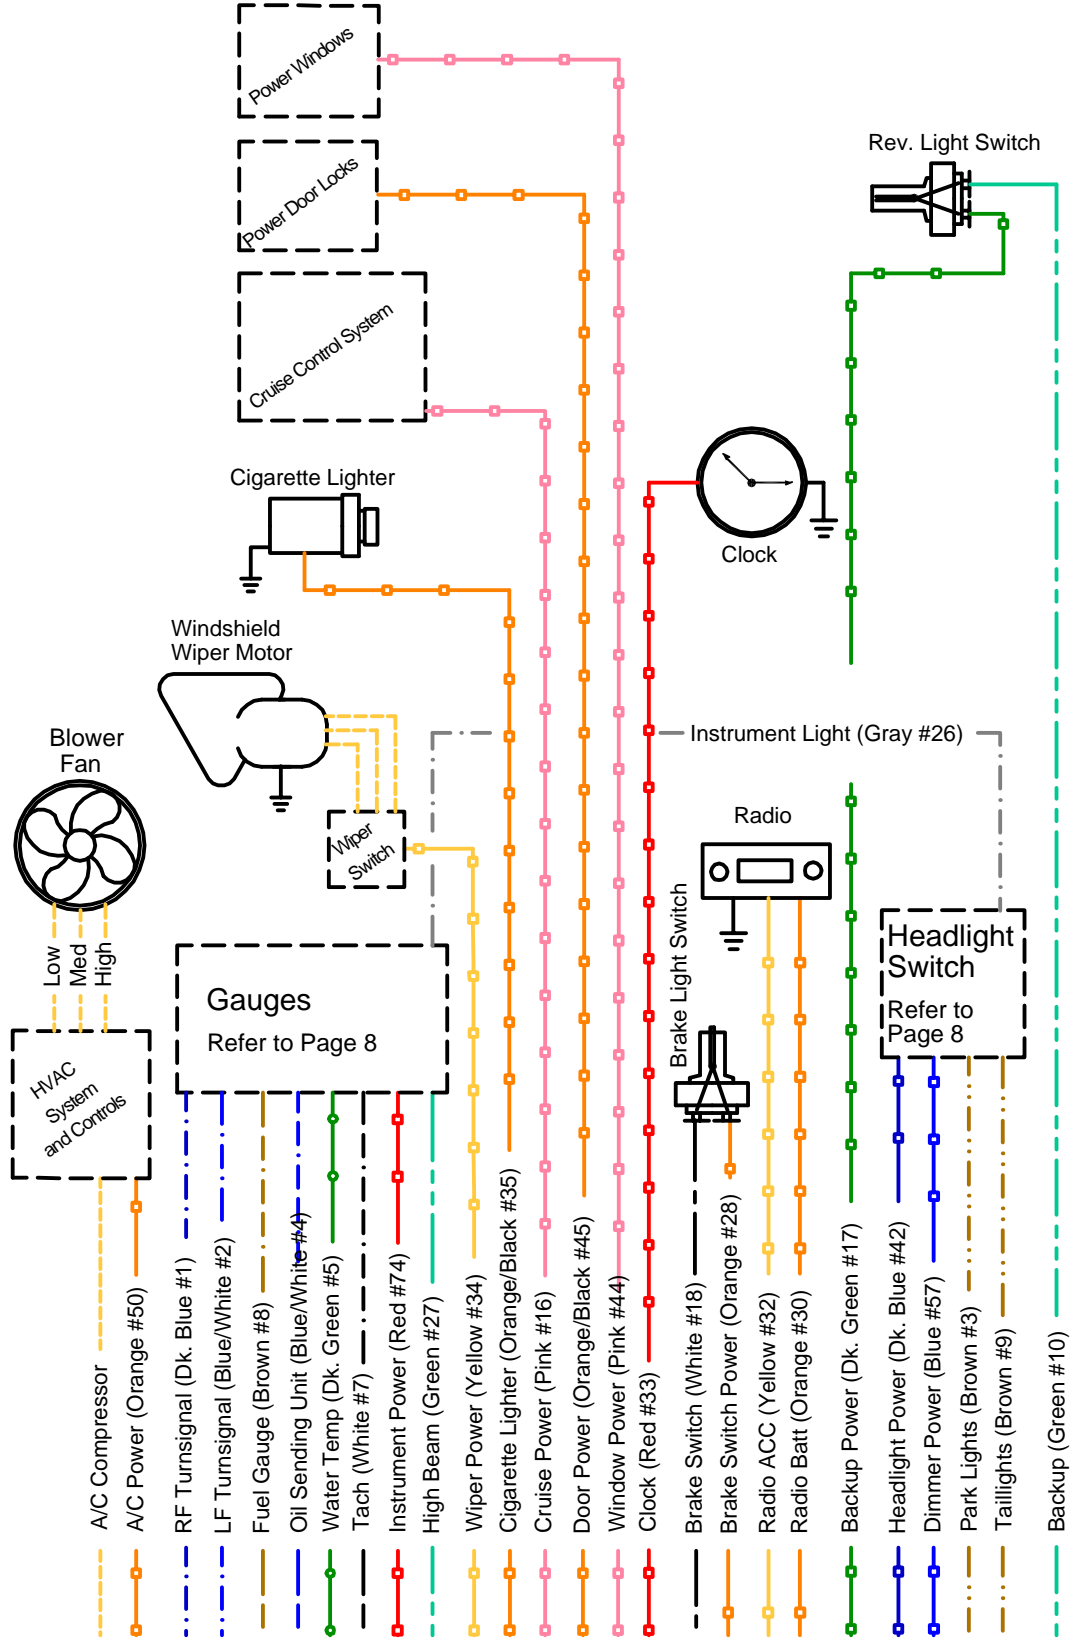 Power Windows
Power Door Locks
Rev. Light Switch
Cruise Control System
Cigarette Lighter
Clock
Windshield
Wiper Motor
Blower
Fan
Instrument Light (Gray #26)
Wiper
Switch
Radio
Low
Med
High
Brake Light Switch
Headlight
Switch
Refer to
Page 8
Gauges
Refer to Page 8
HVAC
System
and Controls
A/C Compressor
A/C Power (Orange #50)
RF Turnsignal (Dk. Blue #1)
LF Turnsignal (Blue/White #2)
Fuel Gauge (Brown #8)
Oil Sending Unit (Blue/White #4)
Water Temp (Dk. Green #5)
Tach (White #7)
Instrument Power (Red #74)
High Beam (Green #27)
Wiper Power (Yellow #34)
Cigarette Lighter (Orange/Black #35)
Cruise Power (Pink #16)
Door Power (Orange/Black #45)
Window Power (Pink #44)
Clock (Red #33)
Brake Switch (White #18)
Brake Switch Power (Orange #28)
Radio ACC (Yellow #32)
Radio Batt (Orange #30)
Backup Power (Dk. Green #17)
Headlight Power (Dk. Blue #42)
Dimmer Power (Blue #57)
Park Lights (Brown #3)
Taillights (Brown #9)
Backup (Green #10)